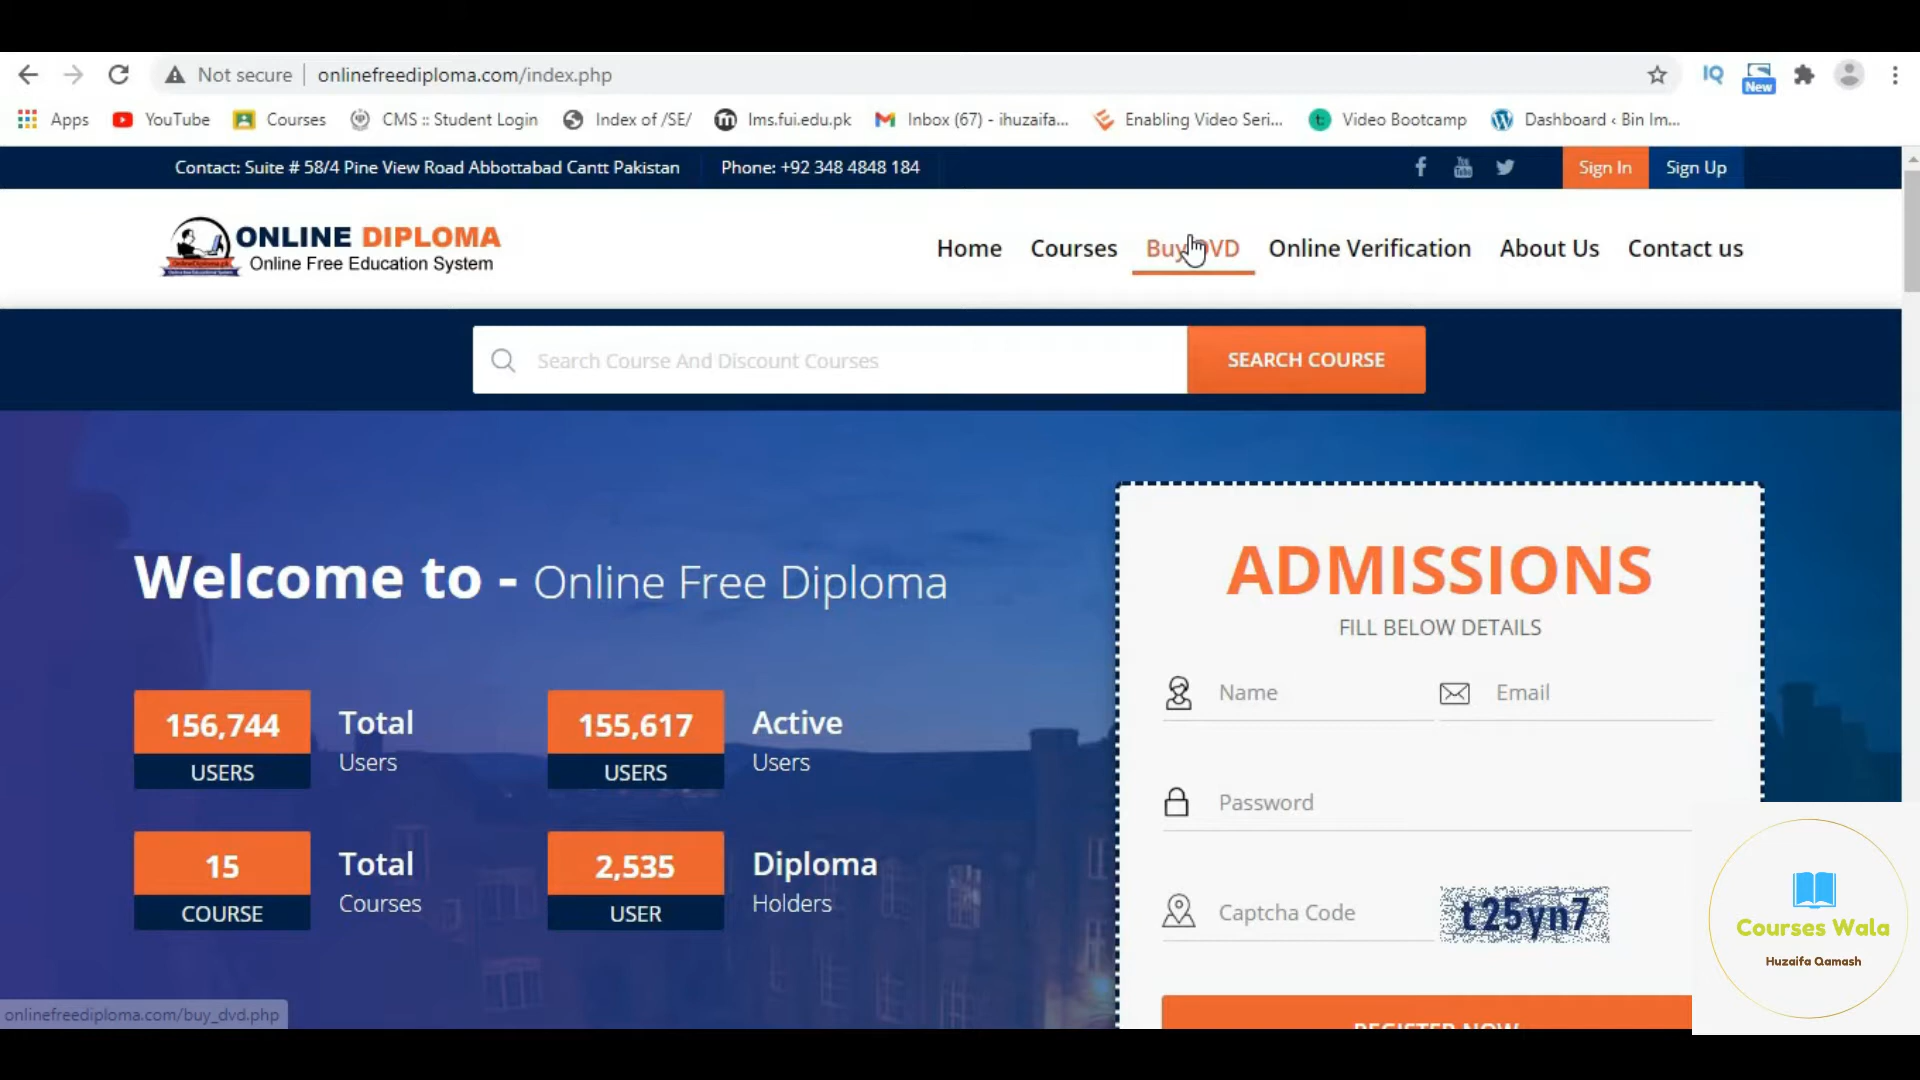 Not secure onlinefreediploma.com/index.php
New
Apps YouTube Courses CMS :: Student Login Index of /SE/ lms.fui.edu.pk Inbox (67) - ihuzaifa... Enabling Video Seri... Video Bootcamp Dashboard ‹ Bin Im...
Contact: Suite # 58/4 Pine View Road Abbottabad Cantt Pakistan Phone: +92 348 4848 184 Sign In Sign Up
ONLINE DIPLOMA
Online Free Education System
Home Courses Buy DVD Online Verification About Us Contact us
Search Course And Discount Courses SEARCH COURSE
Welcome to - Online Free Diploma
156,744 USERS Total Users
155,617 USERS Active Users
15 COURSE Total Courses
2,535 USER Diploma Holders
ADMISSIONS
FILL BELOW DETAILS
Name Email
Password
Captcha Code t25yn7
REGISTER NOW
Courses Wala
Huzaifa Qamash
onlinefreediploma.com/buy_dvd.php